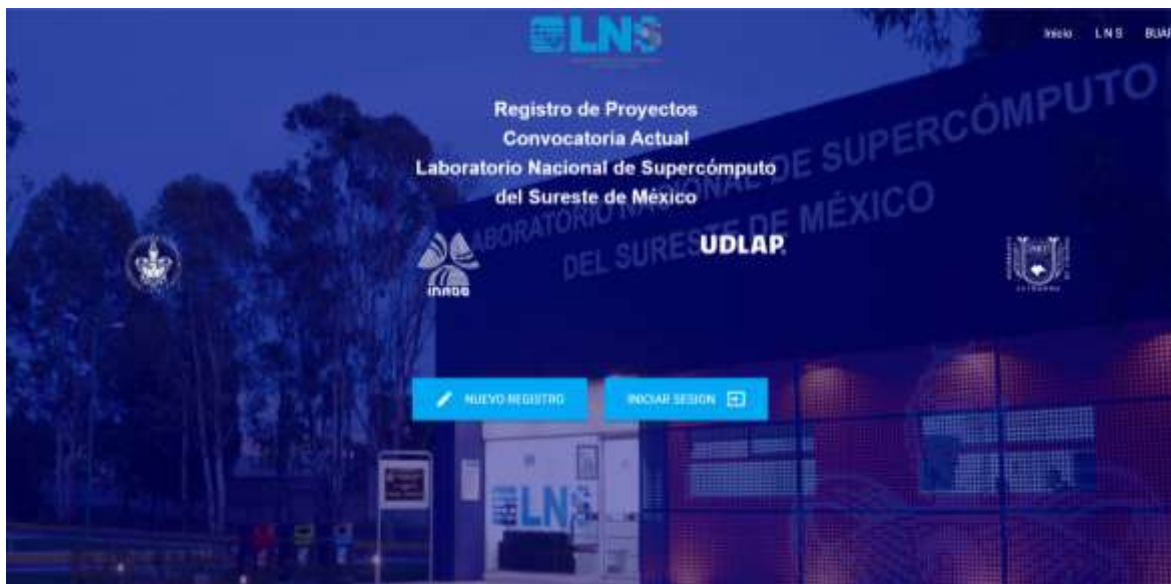 LNS
Inicio LNS BUAP
Registro de Proyectos
Convocatoria Actual
Laboratorio Nacional de Supercómputo
del Sureste de México
LABORATORIO NACIONAL DE SUPERCÓMPUTO
DEL SURESTE DE MÉXICO
INAOE
UDLAP
NUEVO REGISTRO
INICIAR SESION
LNS